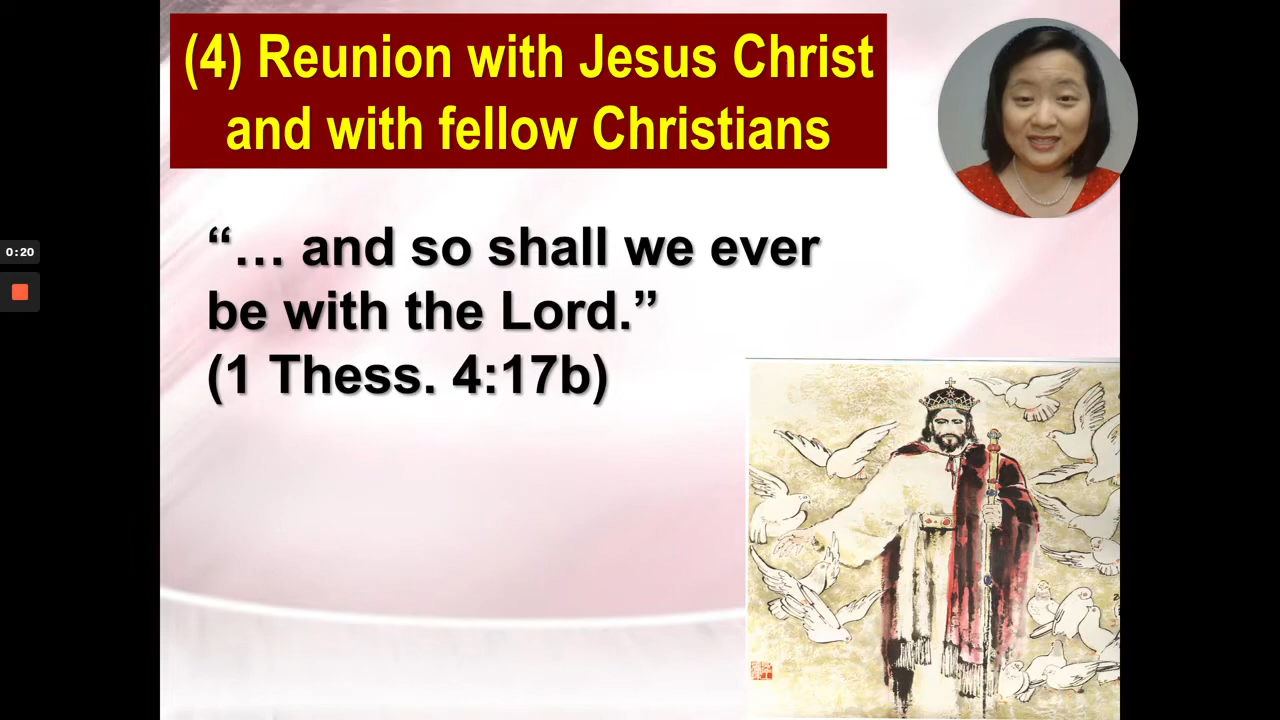 (4) Reunion with Jesus Christ
and with fellow Christians
“… and so shall we ever
be with the Lord.”
(1 Thess. 4:17b)
0:20